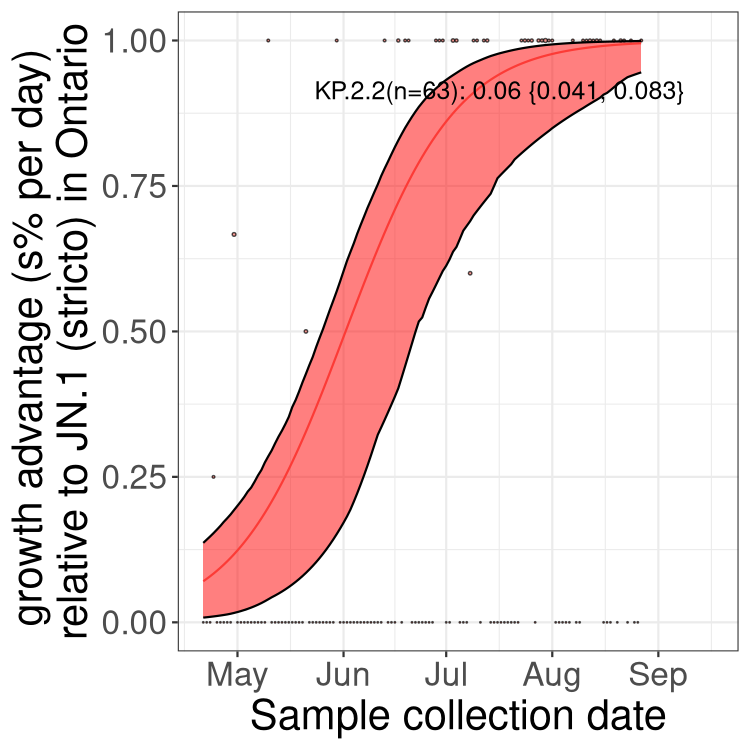 growth advantage (s% per day)
relative to JN.1 (stricto) in Ontario
1.00
0.75
0.50
0.25
0.00
KP.2.2(n=63): 0.06 {0.041, 0.083}
May Jun Jul Aug Sep
Sample collection date